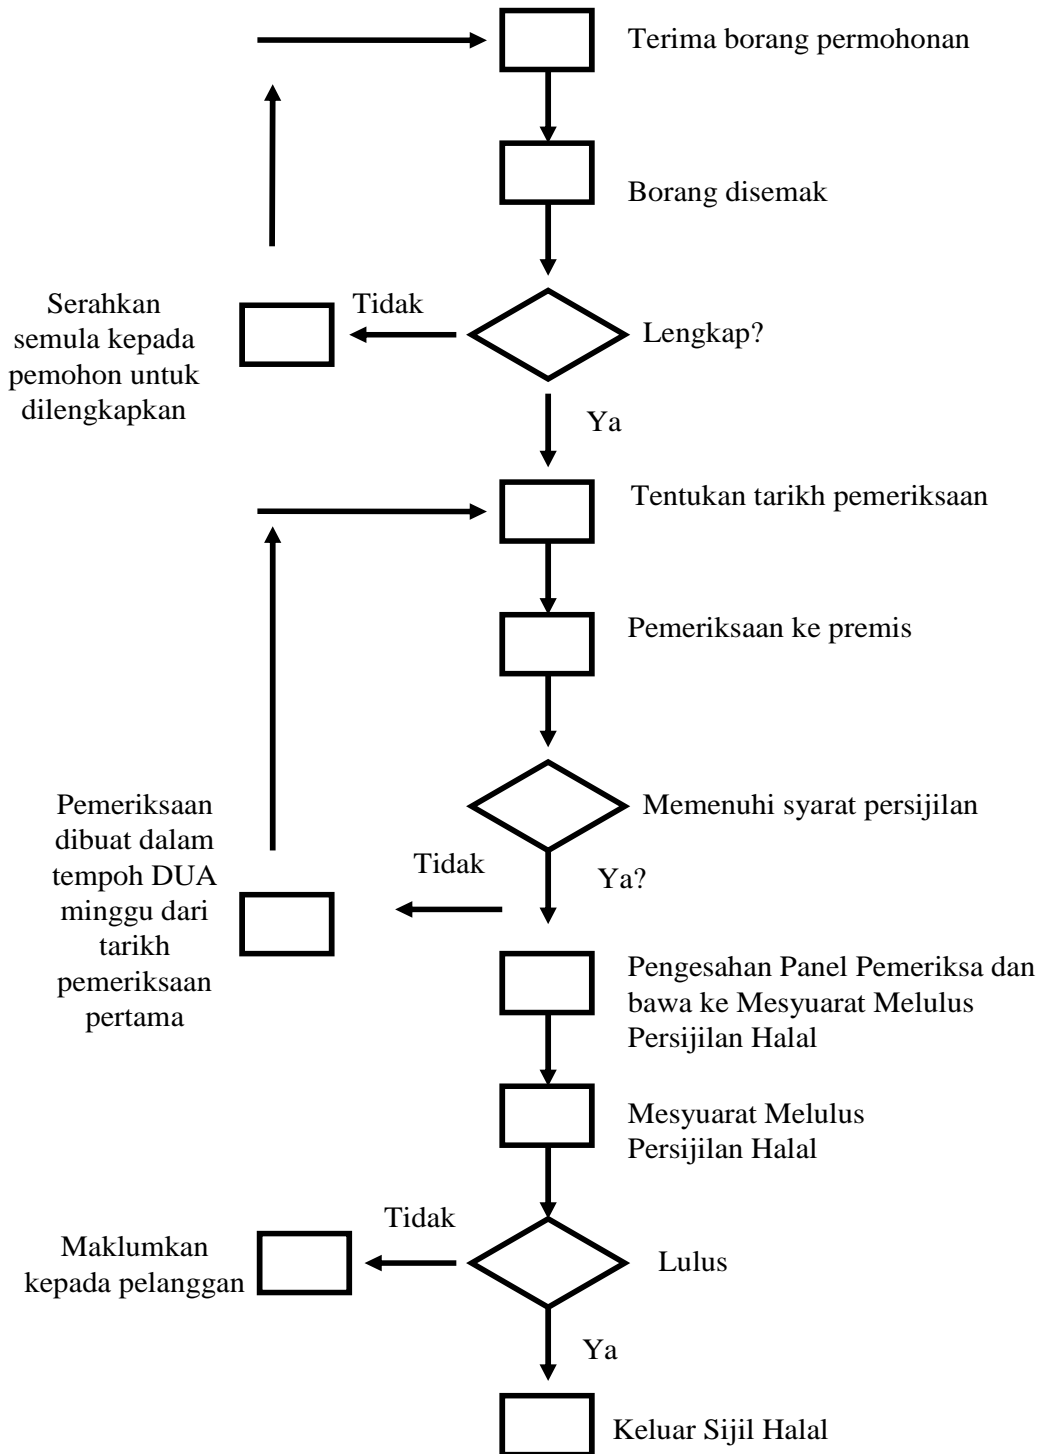 Terima borang permohonan
Borang disemak
Serahkan
semula kepada
pemohon untuk
dilengkapkan
Tidak
Lengkap?
Ya
Tentukan tarikh pemeriksaan
Pemeriksaan ke premis
Memenuhi syarat persijilan
Pemeriksaan
dibuat dalam
tempoh DUA
minggu dari
tarikh
pemeriksaan
pertama
Tidak
Ya?
Pengesahan Panel Pemeriksa dan
bawa ke Mesyuarat Melulus
Persijilan Halal
Mesyuarat Melulus
Persijilan Halal
Tidak
Maklumkan
kepada pelanggan
Lulus
Ya
Keluar Sijil Halal